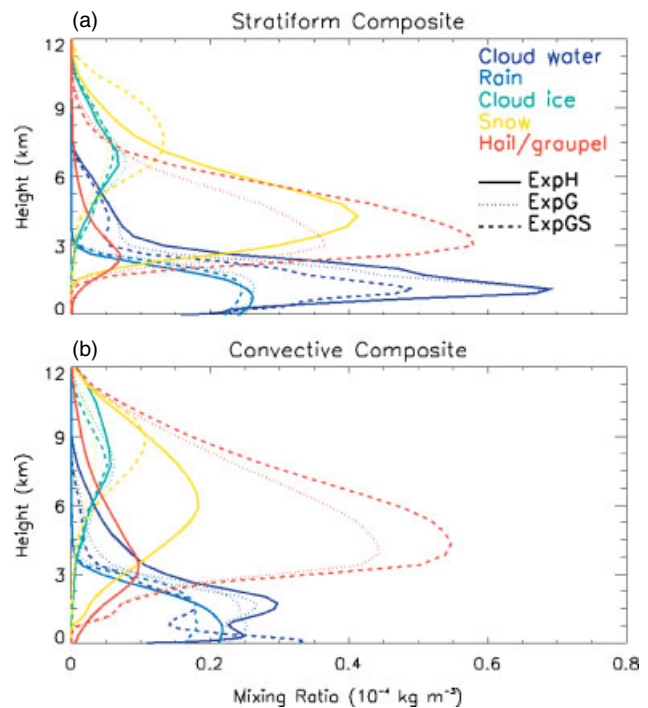 (a)
Stratiform Composite
12
9
6
3
0
Height (km)
Cloud water
Rain
Cloud ice
Snow
Hail/graupel
ExpH
ExpG
ExpGS
(b)
Convective Composite
12
9
6
3
0
Height (km)
0 0.2 0.4 0.6 0.8
Mixing Ratio (10⁻⁴ kg m⁻³)